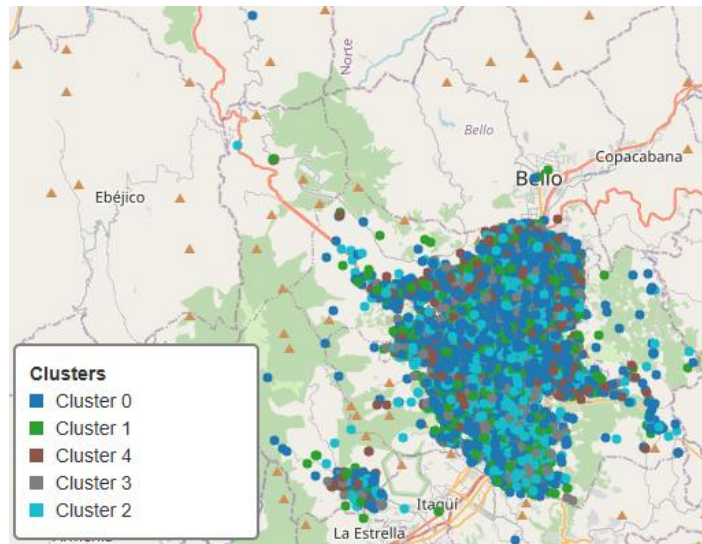 Norte
Bello
Copacabana
Bello
Ebéjico
Clusters
Cluster 0
Cluster 1
Cluster 4
Cluster 3
Cluster 2
Itagüí
La Estrella